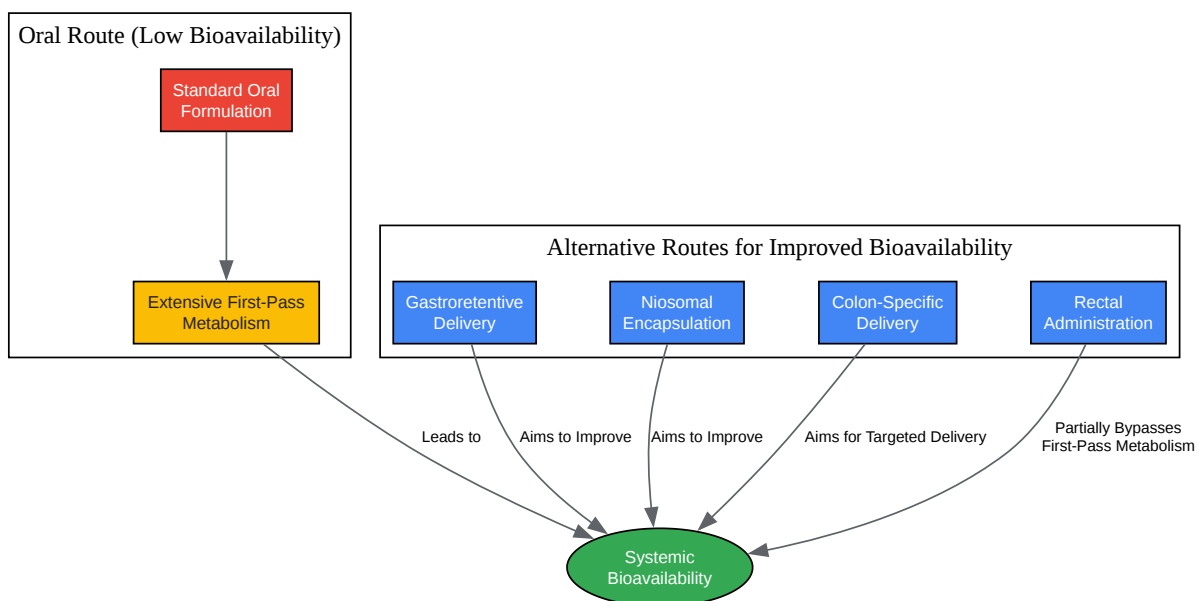 Oral Route (Low Bioavailability)
Standard Oral
Formulation
Extensive First-Pass
Metabolism
Alternative Routes for Improved Bioavailability
Gastroretentive
Delivery
Niosomal
Encapsulation
Colon-Specific
Delivery
Rectal
Administration
Leads to
Aims to Improve
Aims to Improve
Aims for Targeted Delivery
Partially Bypasses
First-Pass Metabolism
Systemic
Bioavailability